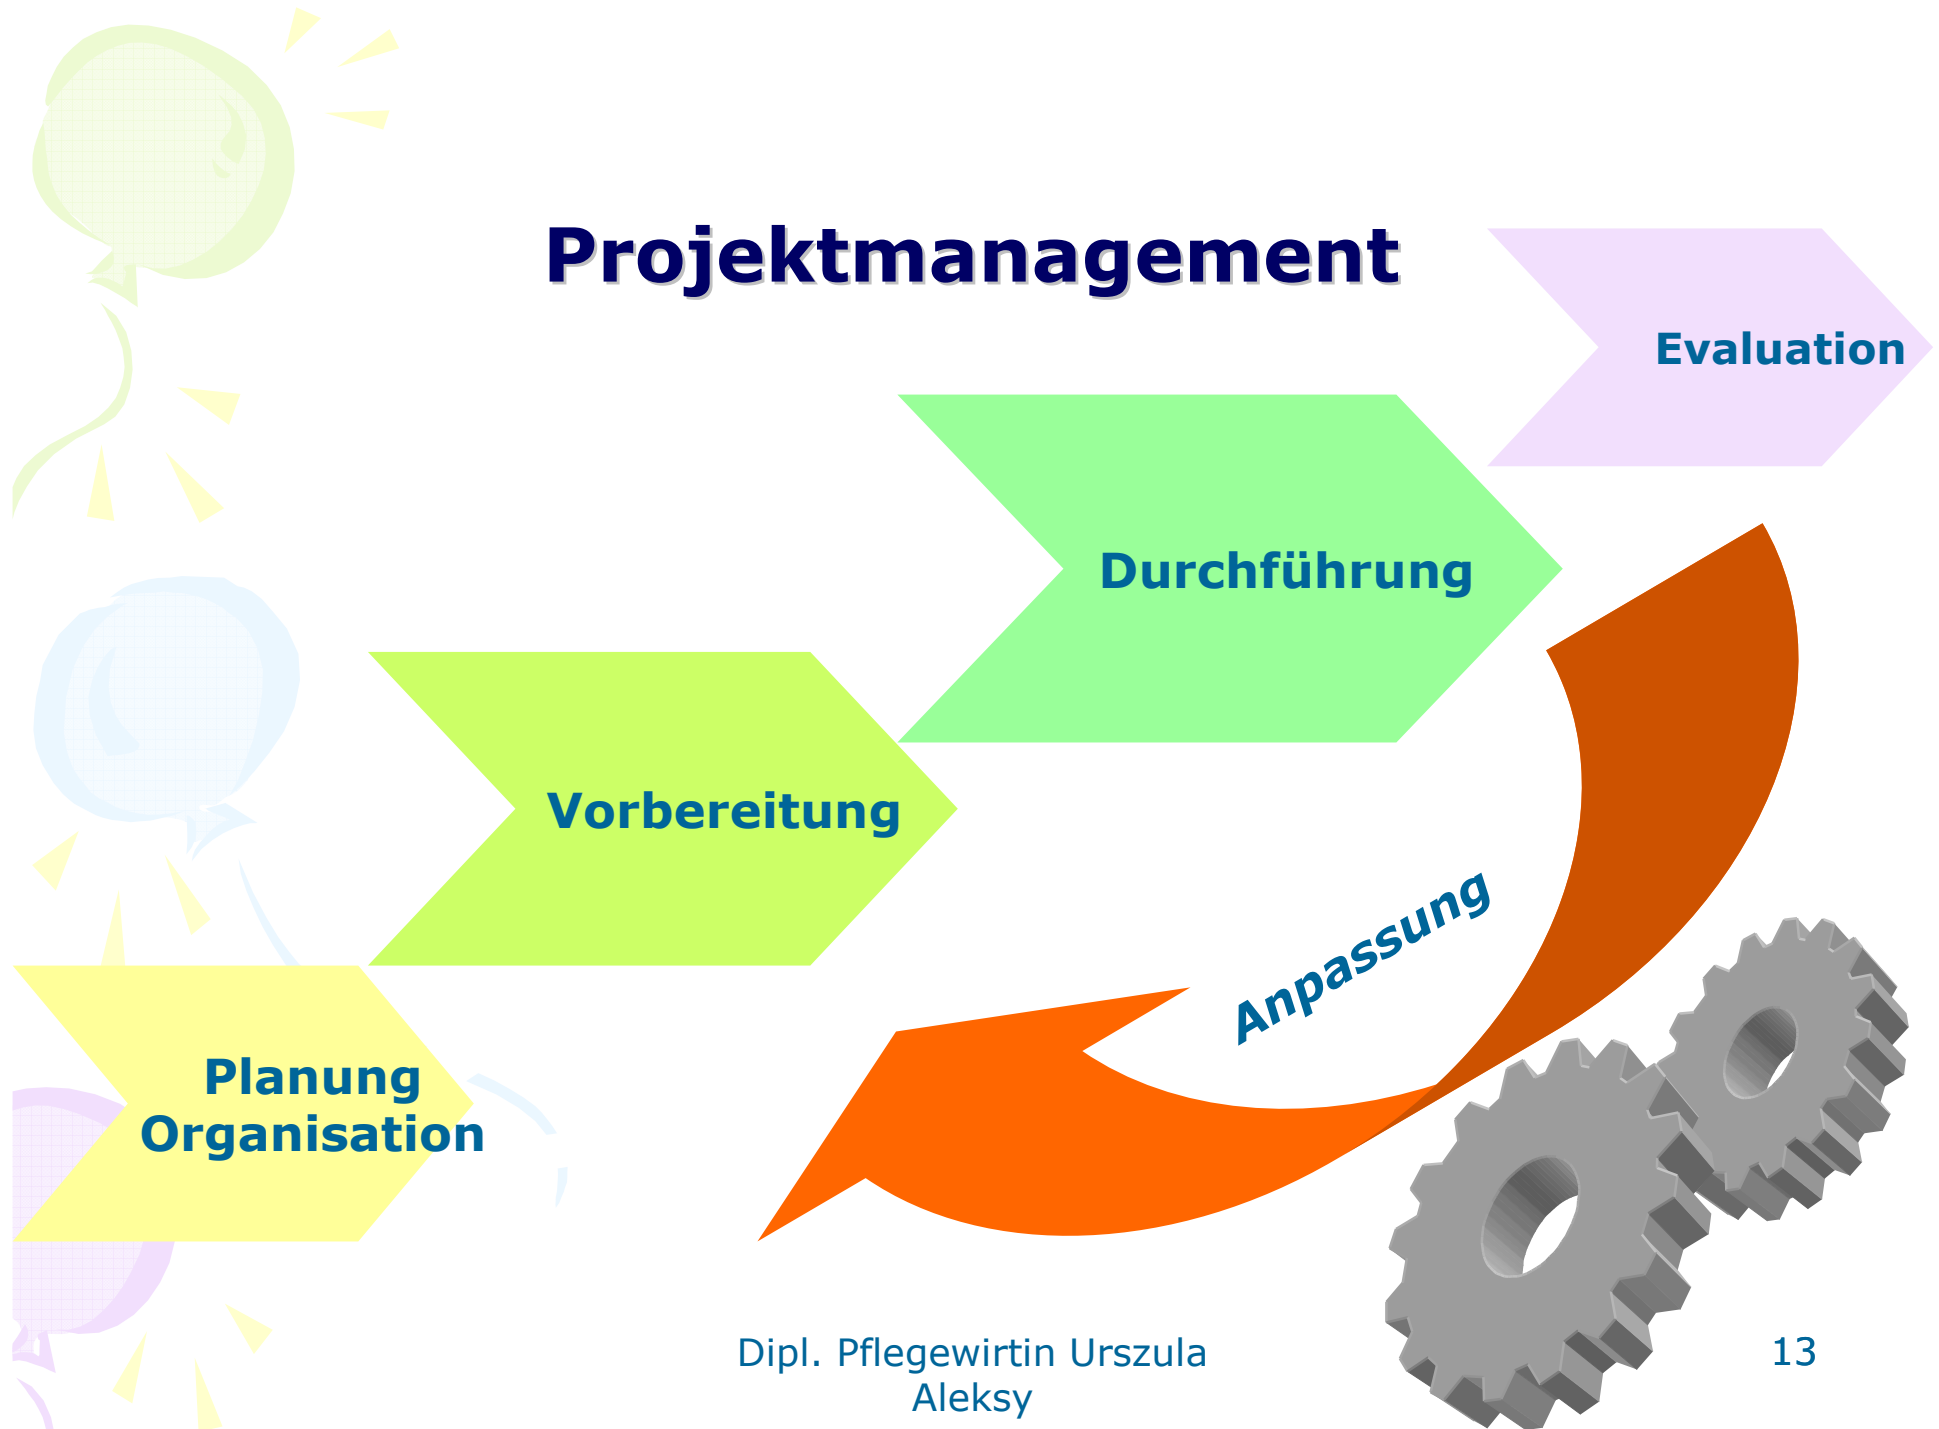 Projektmanagement
Evaluation
Durchführung
Vorbereitung
Anpassung
Planung
Organisation
Dipl. Pflegewirtin Urszula
Aleksy
13